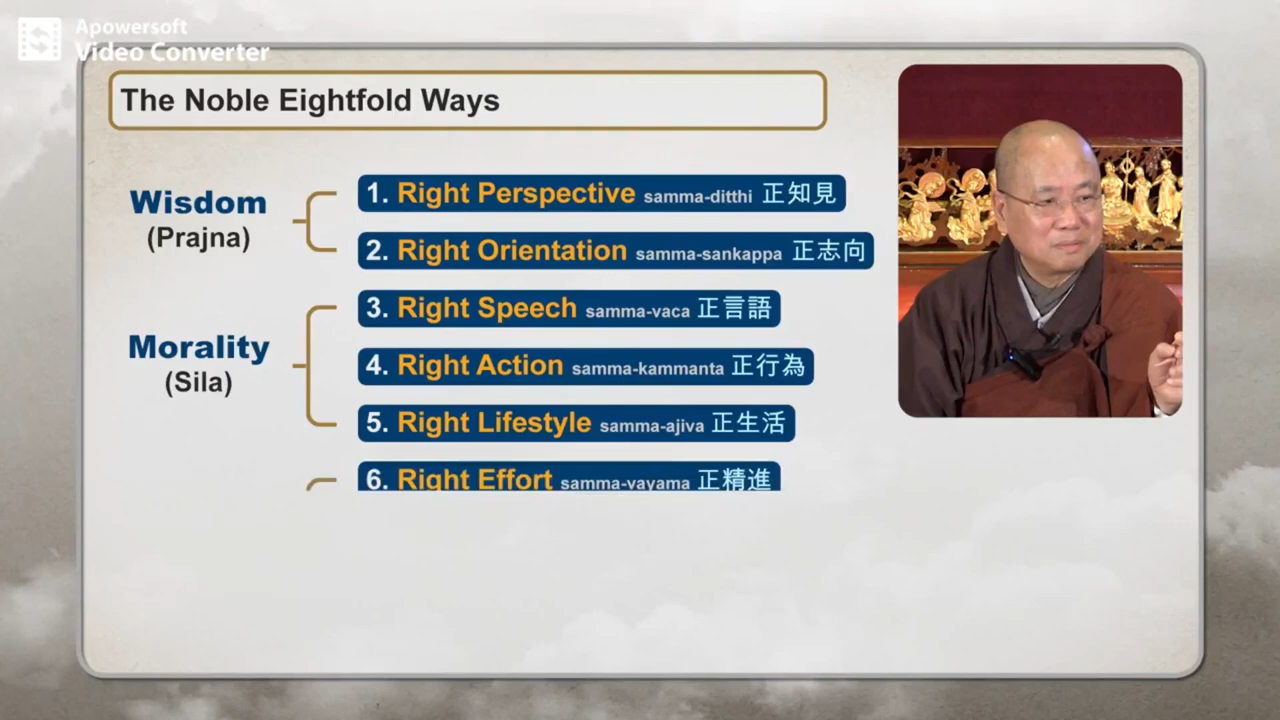 Apowersoft
Video Converter
The Noble Eightfold Ways
Wisdom
(Prajna)
1. Right Perspective samma-ditthi 正知見
2. Right Orientation samma-sankappa 正志向
Morality
(Sila)
3. Right Speech samma-vaca 正言語
4. Right Action samma-kammanta 正行為
5. Right Lifestyle samma-ajiva 正生活
6. Right Effort samma-vayama 正精進